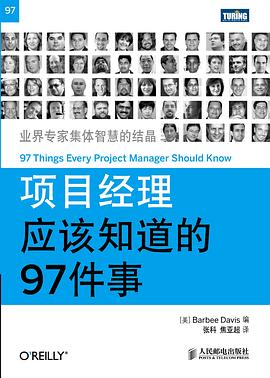 97
TURING
业界专家集体智慧的结晶
97 Things Every Project Manager Should Know
项目经理
应该知道的
97件事
[美] Barbee Davis 编
张科 焦亚超 译
O'REILLY®
人民邮电出版社
POSTS & TELECOM PRESS